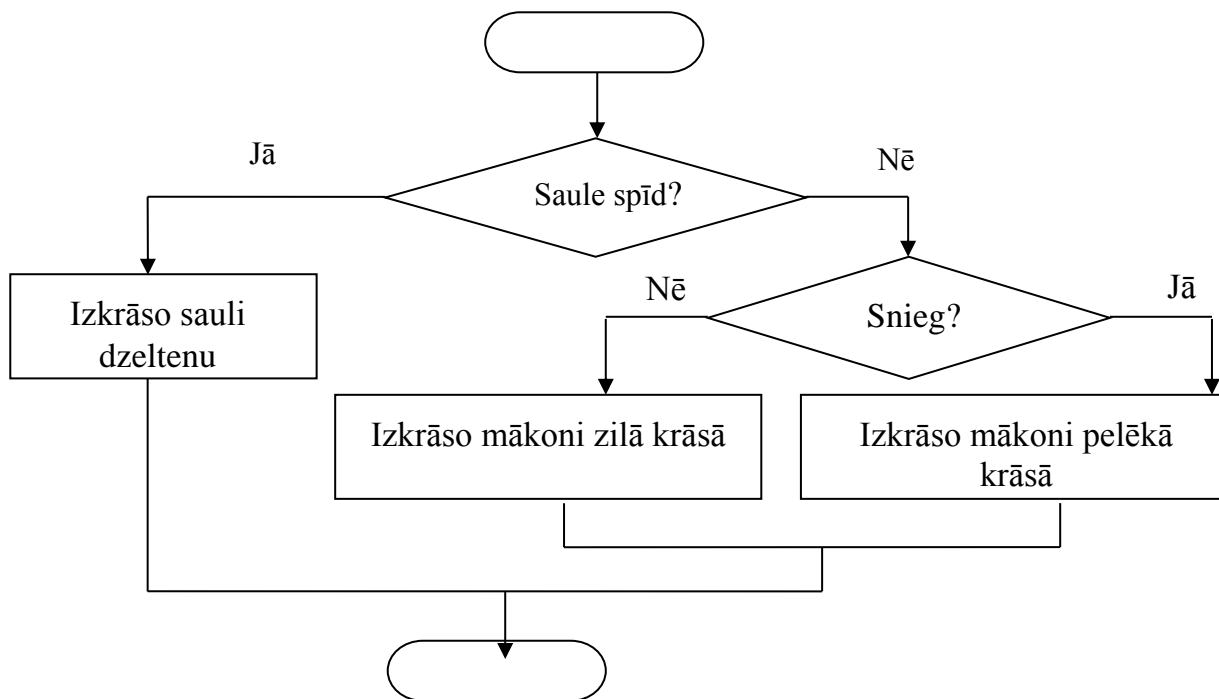 Jā
Nē
Saule spīd?
Nē
Jā
Izkrāso sauli
dzeltenu
Snieg?
Izkrāso mākoni zilā krāsā
Izkrāso mākoni pelēkā
krāsā